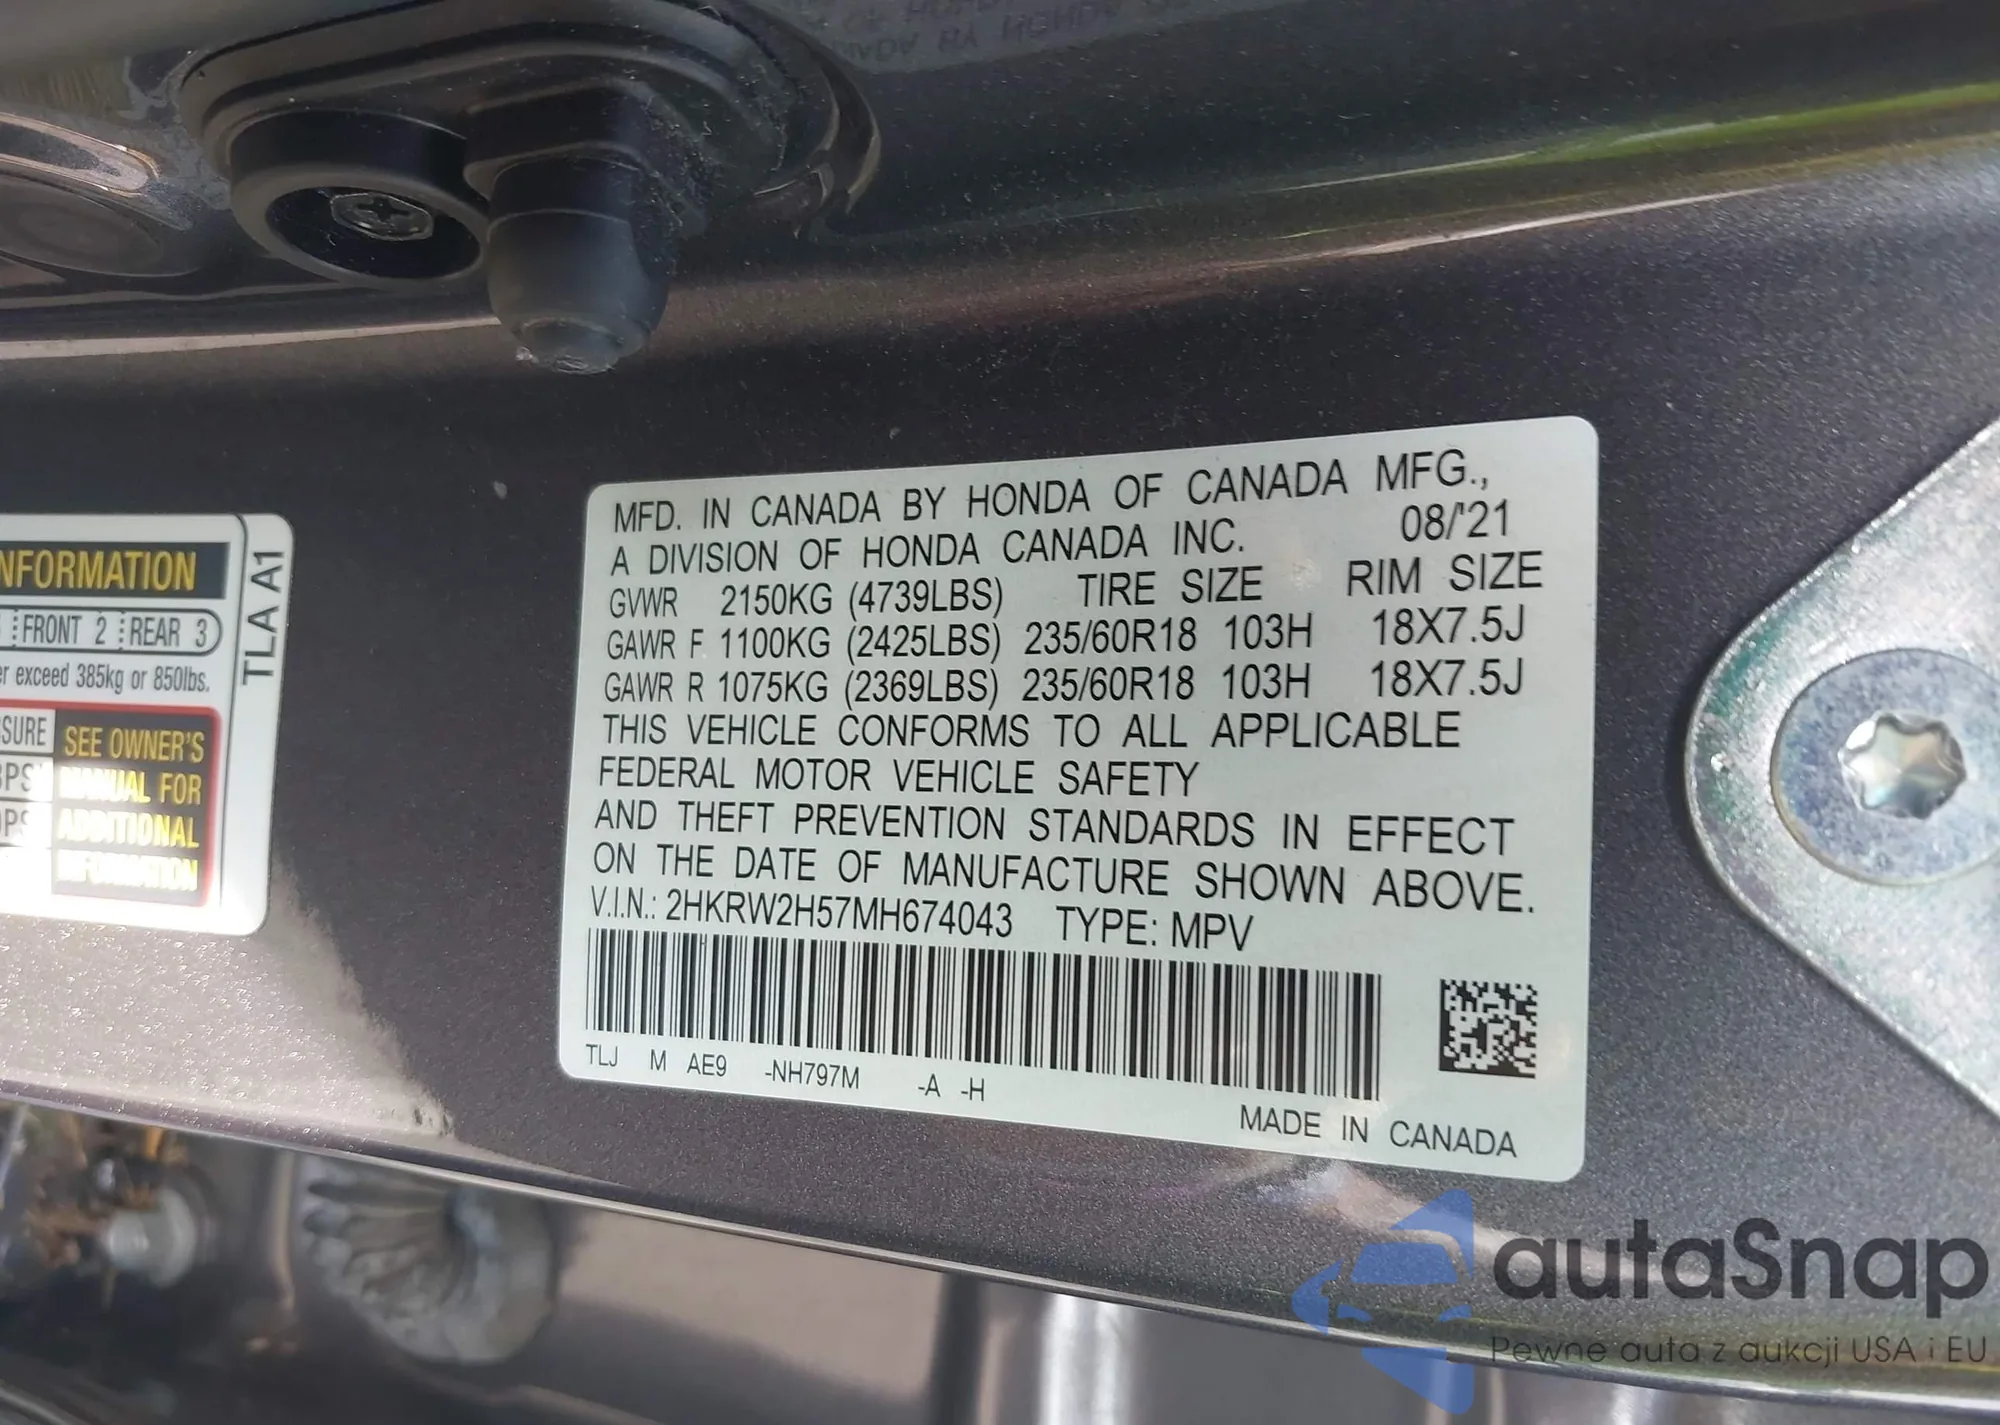 NFORMATION
FRONT 2 REAR 3
er exceed 385kg or 850lbs.
SURE
SEE OWNER'S
MANUAL FOR
ADDITIONAL
INFORMATION
TLA A1
MFD. IN CANADA BY HONDA OF CANADA MFG.,
A DIVISION OF HONDA CANADA INC. 08/'21
GVWR 2150KG (4739LBS) TIRE SIZE RIM SIZE
GAWR F 1100KG (2425LBS) 235/60R18 103H 18X7.5J
GAWR R 1075KG (2369LBS) 235/60R18 103H 18X7.5J
THIS VEHICLE CONFORMS TO ALL APPLICABLE
FEDERAL MOTOR VEHICLE SAFETY
AND THEFT PREVENTION STANDARDS IN EFFECT
ON THE DATE OF MANUFACTURE SHOWN ABOVE.
V.I.N.: 2HKRW2H57MH674043 TYPE: MPV
TLJ M AE9 -NH797M -A -H
MADE IN CANADA
autaSnap
Pewne auta z aukcji USA i EU